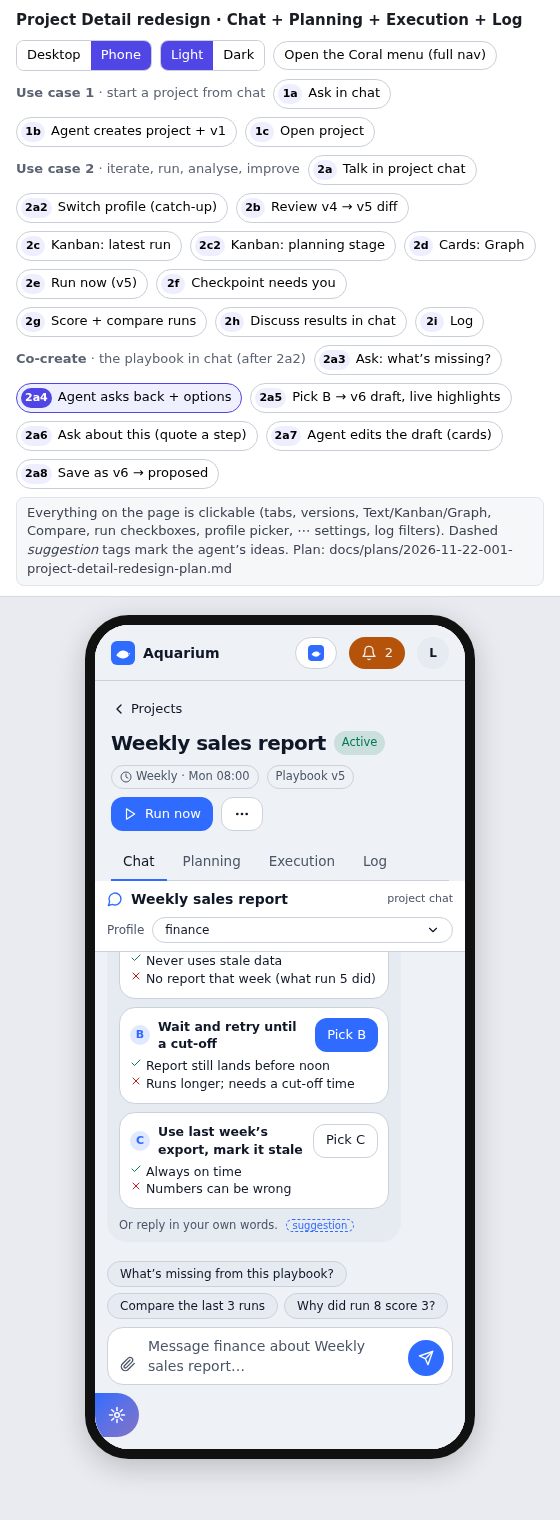 Project Detail redesign · Chat + Planning + Execution + Log
Desktop Phone Light Dark Open the Coral menu (full nav)
Use case 1 · start a project from chat 1a Ask in chat
1b Agent creates project + v1 1c Open project
Use case 2 · iterate, run, analyse, improve 2a Talk in project chat
2a2 Switch profile (catch-up) 2b Review v4 → v5 diff
2c Kanban: latest run 2c2 Kanban: planning stage 2d Cards: Graph
2e Run now (v5) 2f Checkpoint needs you
2g Score + compare runs 2h Discuss results in chat 2i Log
Co-create · the playbook in chat (after 2a2) 2a3 Ask: what’s missing?
2a4 Agent asks back + options 2a5 Pick B → v6 draft, live highlights
2a6 Ask about this (quote a step) 2a7 Agent edits the draft (cards)
2a8 Save as v6 → proposed
Everything on the page is clickable (tabs, versions, Text/Kanban/Graph,
Compare, run checkboxes, profile picker, ··· settings, log filters). Dashed
suggestion tags mark the agent’s ideas. Plan: docs/plans/2026-11-22-001-
project-detail-redesign-plan.md
Aquarium 2 L
Projects
Weekly sales report Active
Weekly · Mon 08:00 Playbook v5
Run now ···
Chat Planning Execution Log
Weekly sales report project chat
Profile finance
Never uses stale data
No report that week (what run 5 did)
B Wait and retry until
a cut-off
Pick B
Report still lands before noon
Runs longer; needs a cut-off time
C Use last week’s
export, mark it stale
Pick C
Always on time
Numbers can be wrong
Or reply in your own words. suggestion
What’s missing from this playbook?
Compare the last 3 runs Why did run 8 score 3?
Message finance about Weekly
sales report…